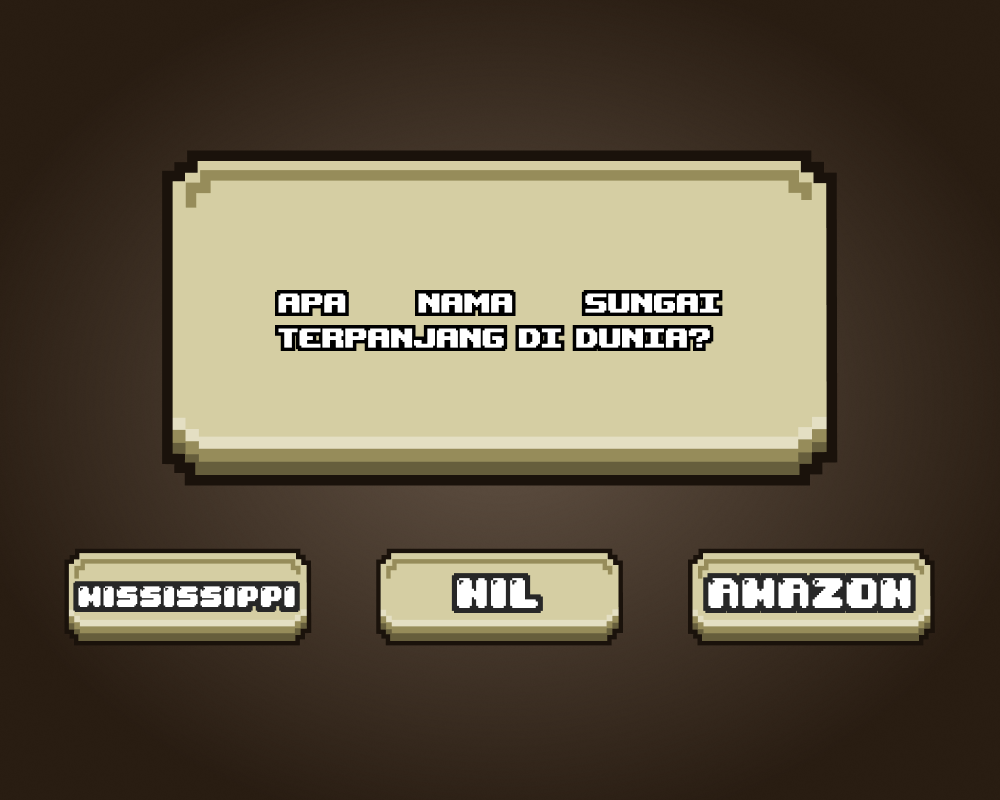 APA NAMA SUNGAI
TERPANJANG DI DUNIA?
MISSISSIPPI
NIL
AMAZON